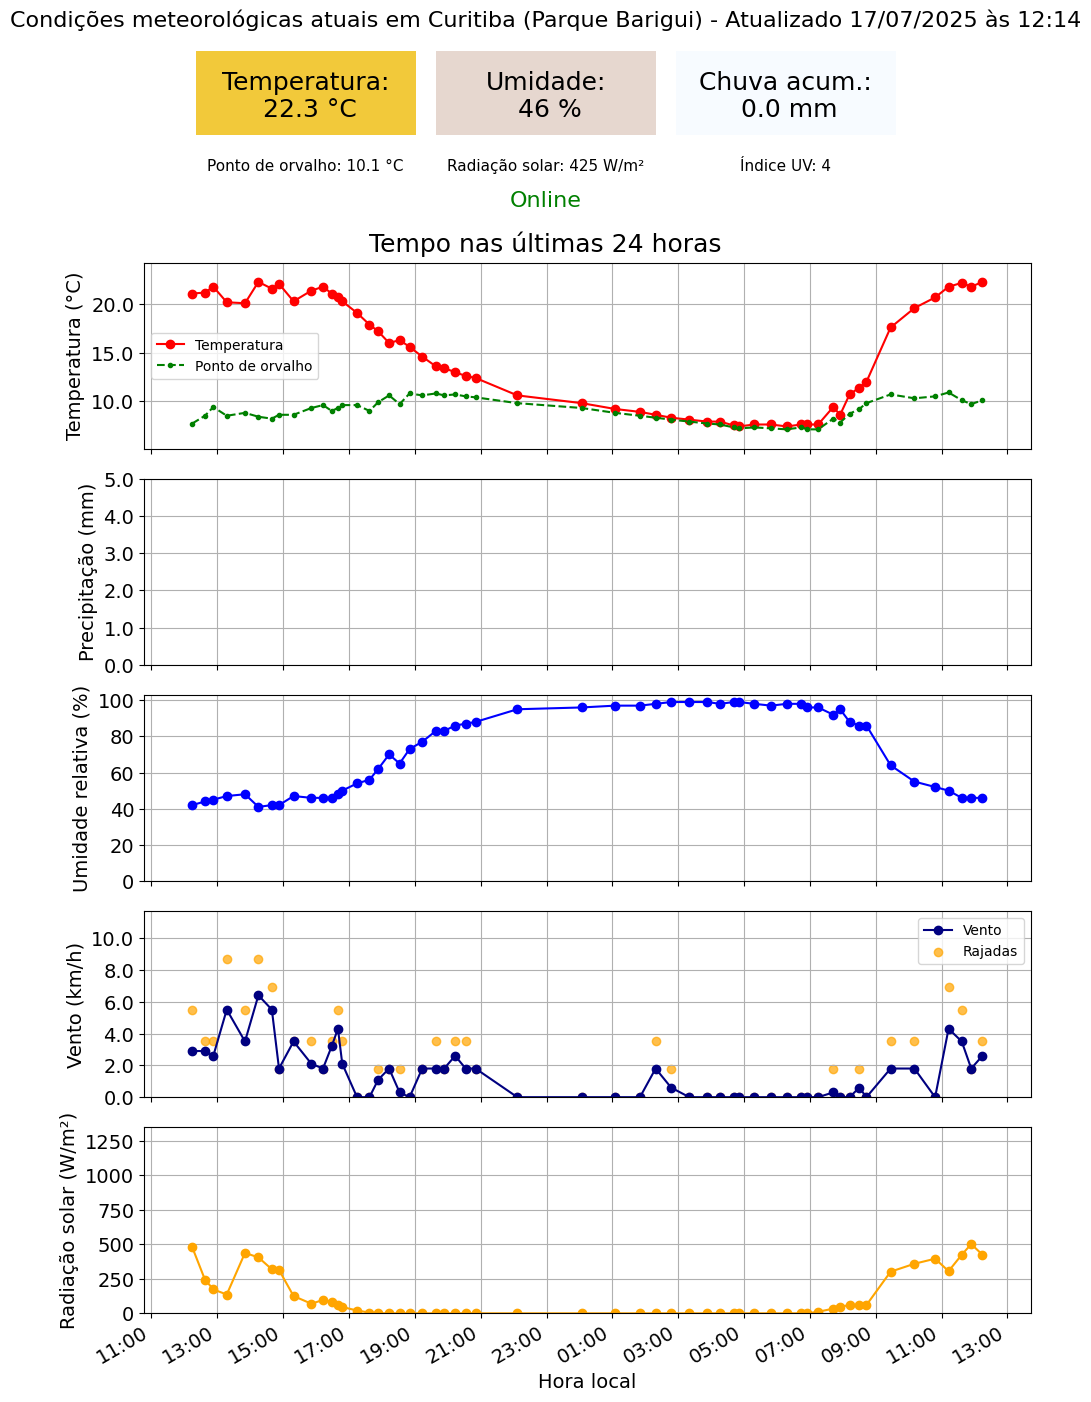 Condições meteorológicas atuais em Curitiba (Parque Barigui) - Atualizado 17/07/2025 às 12:14
Temperatura:
22.3 °C
Umidade:
46 %
Chuva acum.:
0.0 mm
Ponto de orvalho: 10.1 °C
Radiação solar: 425 W/m²
Índice UV: 4
Online
Tempo nas últimas 24 horas
Temperatura (°C)
20.0
15.0
10.0
Temperatura
Ponto de orvalho
Precipitação (mm)
5.0
4.0
3.0
2.0
1.0
0.0
Umidade relativa (%)
100
80
60
40
20
0
Vento (km/h)
10.0
8.0
6.0
4.0
2.0
0.0
Vento
Rajadas
Radiação solar (W/m²)
1250
1000
750
500
250
0
11:00
13:00
15:00
17:00
19:00
21:00
23:00
01:00
03:00
05:00
07:00
09:00
11:00
13:00
Hora local